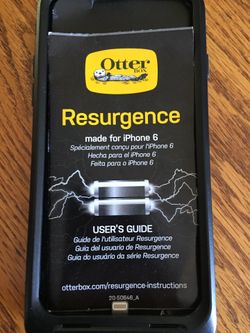 Otter
BOX
Resurgence
made for iPhone 6
Spécialement conçu pour l'iPhone 6
Hecha para el iPhone 6
Feita para o iPhone 6
USER'S GUIDE
Guide de l'utilisateur Resurgence
Guía del usuario de Resurgence
Guia do usuário da série Resurgence
otterbox.com/resurgence-instructions
20-50646_A